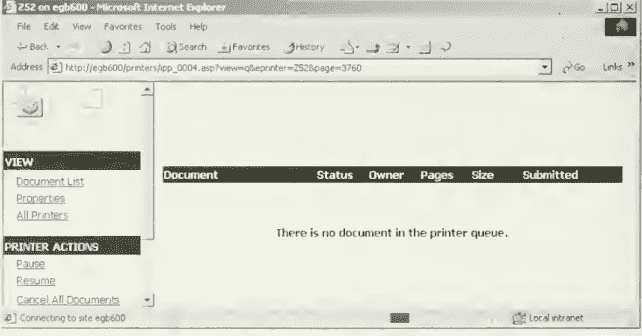 Z52 on egb600 - Microsoft Internet Explorer
File Edit View Favorites Tools Help
Back Search Favorites History
Address http://egb600/printers/ipp_0004.asp?view=q&eprinter=Z52&page=3760 Go Links »
VIEW
Document List
Properties
All Printers
PRINTER ACTIONS
Pause
Resume
Cancel All Documents
Document Status Owner Pages Size Submitted
There is no document in the printer queue.
Connecting to site egb600 Local intranet